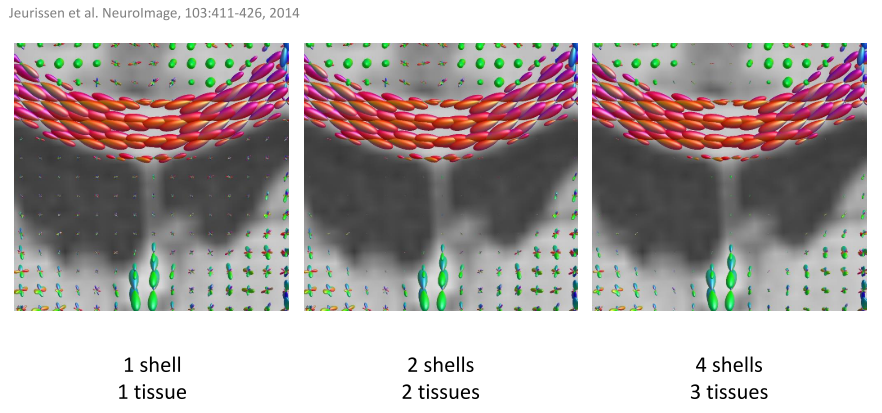 Jeurissen et al. NeuroImage, 103:411-426, 2014
1 shell
1 tissue
2 shells
2 tissues
4 shells
3 tissues